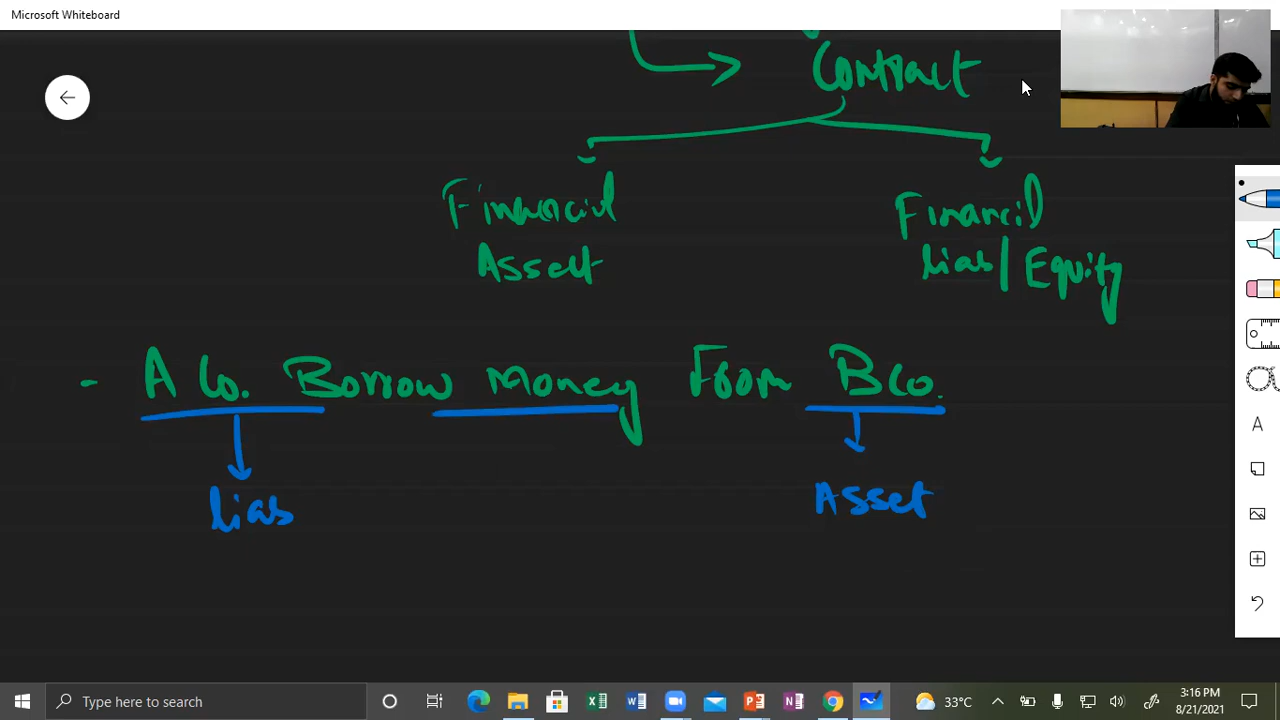 Microsoft Whiteboard
Contract
Financial Asset
Financil Liab/Equity
- A Co. Borrow Money From B Co.
Liab
Asset
A
Type here to search
33°C
3:16 PM
8/21/2021